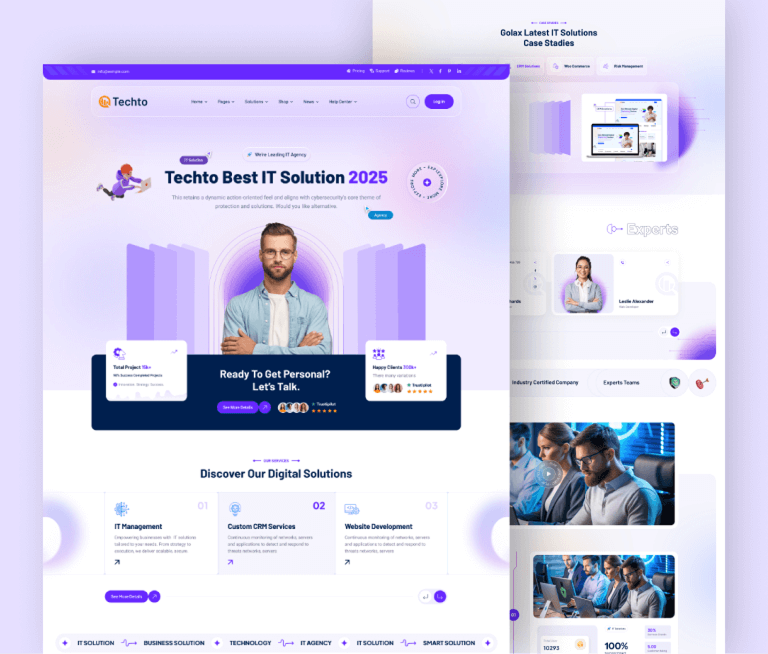 Pricing
Support
Techto
Home
Pages
Solutions
Shop
News
Help Center
Log In
IT Solution
We're Leading IT Agency
Techto Best IT Solution 2025
This retains a dynamic action-oriented feel and aligns with cybersecurity's core theme of
protection and solutions. Would you like alternative.
Agency
Total Project 15k+
Happy Clients 300k+
Trustpilot
Ready To Get Personal?
Let's Talk.
See More Details
Trustpilot
OUR SERVICES
Discover Our Digital Solutions
01
IT Management
Empowering businesses with IT solutions
tailored to your needs. From strategy to
execution, we deliver scalable, secure.
02
Custom CRM Services
Continuous monitoring of networks, servers
and applications to detect and respond to
threats networks, servers
03
Website Development
Continuous monitoring of networks, servers
and applications to detect and respond to
threats networks, servers
See More Details
IT SOLUTION
BUSINESS SOLUTION
TECHNOLOGY
IT AGENCY
IT SOLUTION
SMART SOLUTION
Golax Latest IT Solutions
Case Stadies
CRM Solutions
Woo Commerce
Risk Management
Experts
Leslie Alexander
Industry Certified Company
Experts Teams
01
10293
100%
30%
5.00